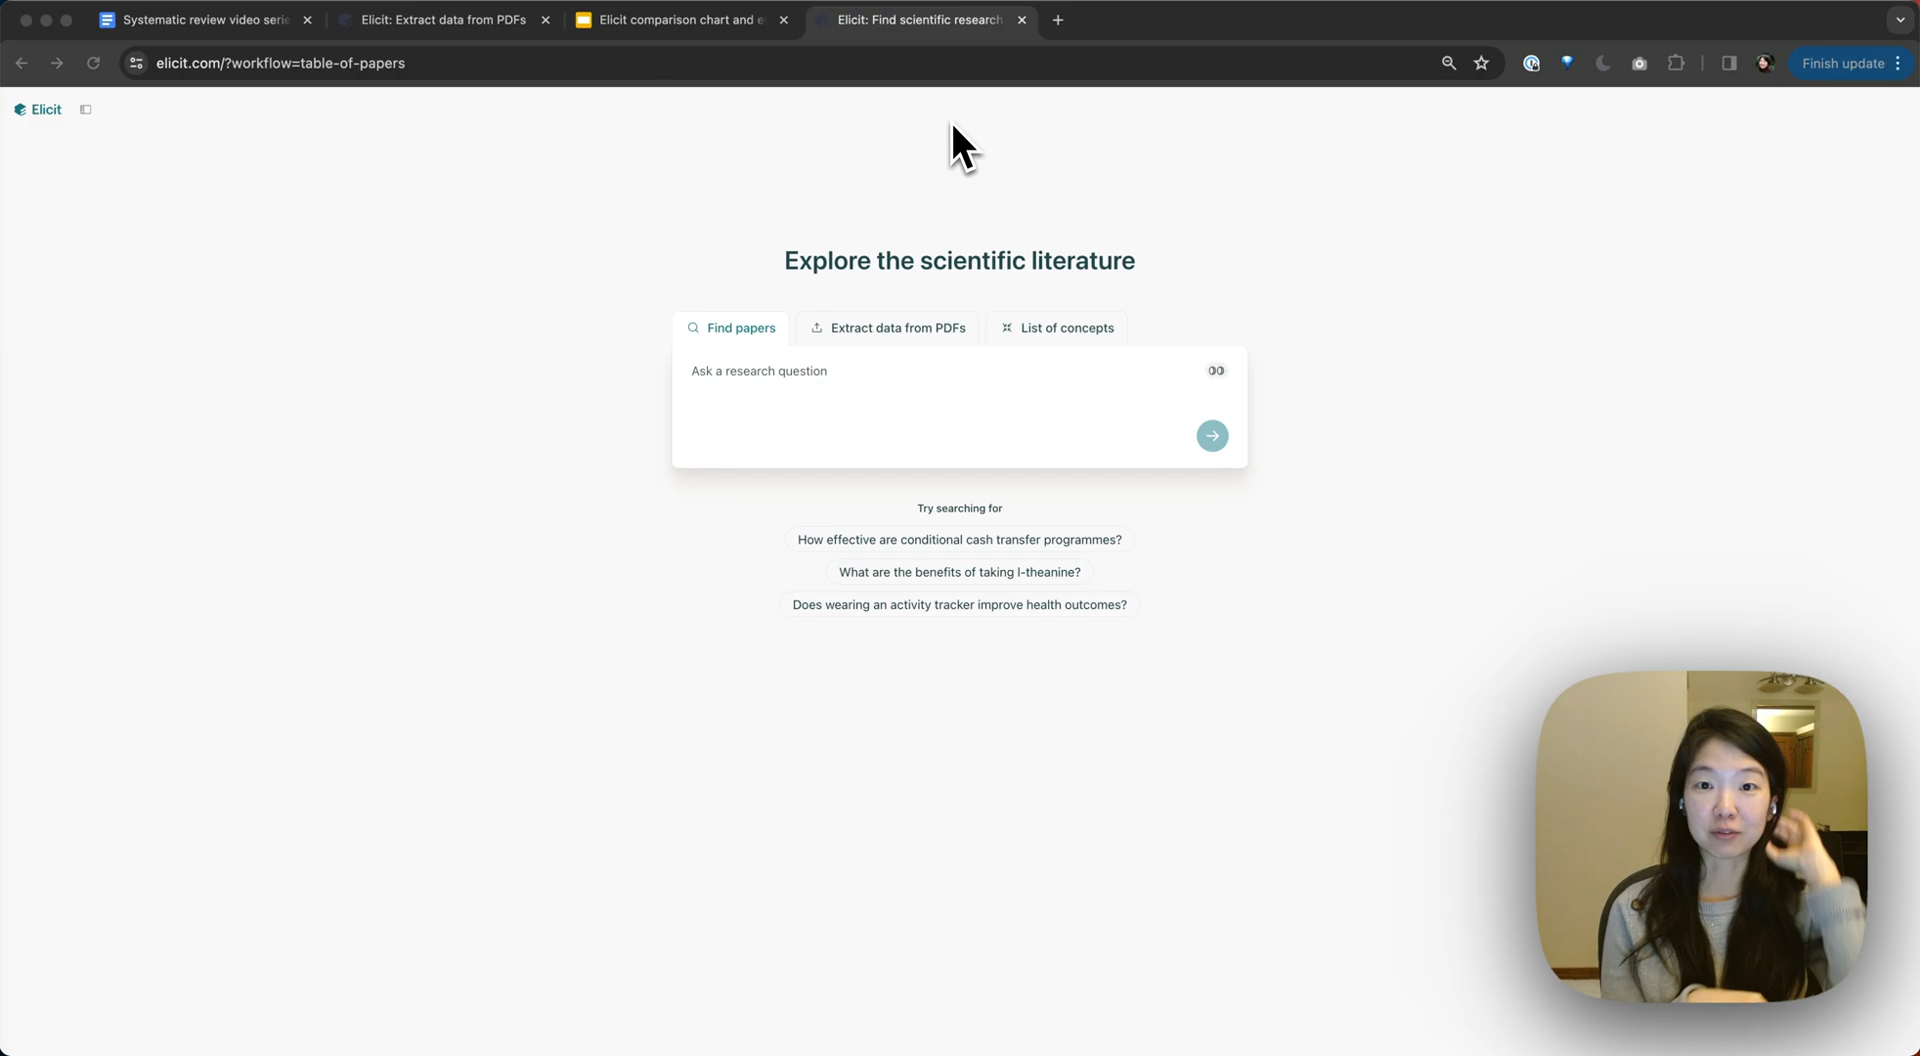 Systematic review video serie
Elicit: Extract data from PDFs
Elicit comparison chart and e
Elicit: Find scientific research
elicit.com/?workflow=table-of-papers
Finish update
Elicit
Explore the scientific literature
Find papers
Extract data from PDFs
List of concepts
Ask a research question
Try searching for
How effective are conditional cash transfer programmes?
What are the benefits of taking l-theanine?
Does wearing an activity tracker improve health outcomes?